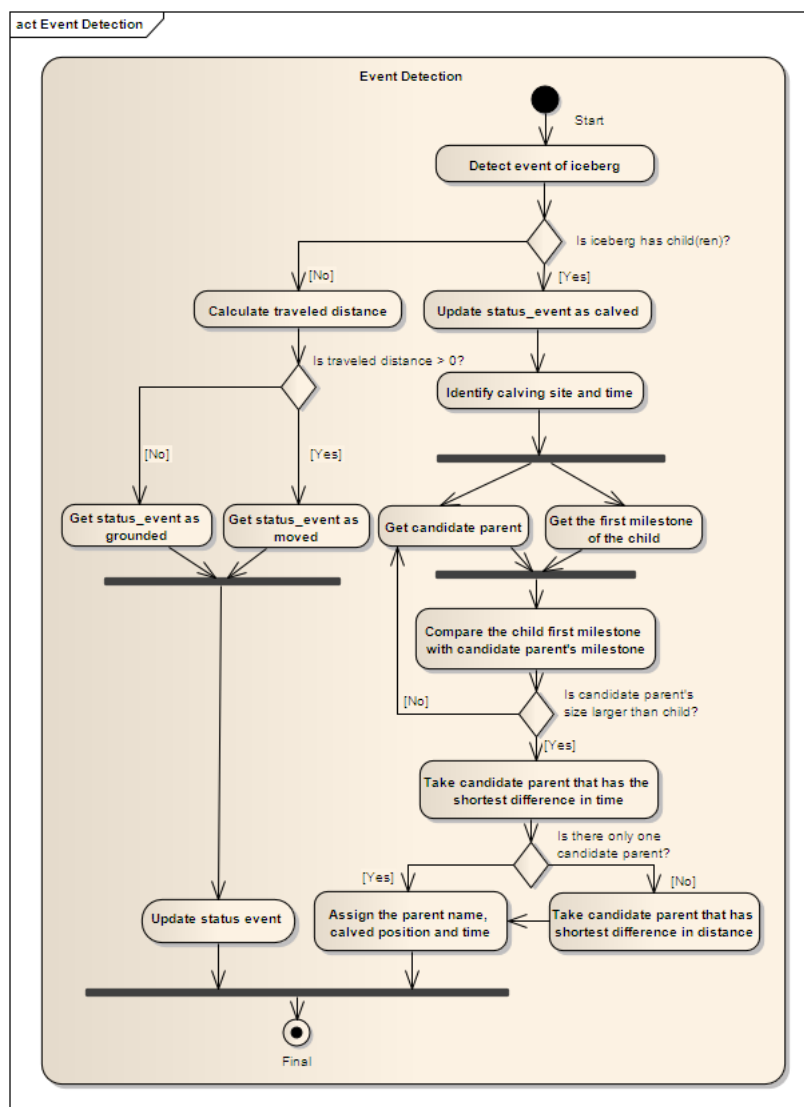 act Event Detection
Event Detection
Start
Detect event of iceberg
Is iceberg has child(ren)?
[No]
[Yes]
Calculate traveled distance
Update status_event as calved
Is traveled distance > 0?
Identify calving site and time
[No]
[Yes]
Get status_event as
grounded
Get status_event as
moved
Get candidate parent
Get the first milestone
of the child
Compare the child first milestone
with candidate parent's milestone
Is candidate parent's
size larger than child?
[No]
[Yes]
Take candidate parent that has the
shortest difference in time
Is there only one
candidate parent?
[Yes]
[No]
Update status event
Assign the parent name,
calved position and time
Take candidate parent that has
shortest difference in distance
Final